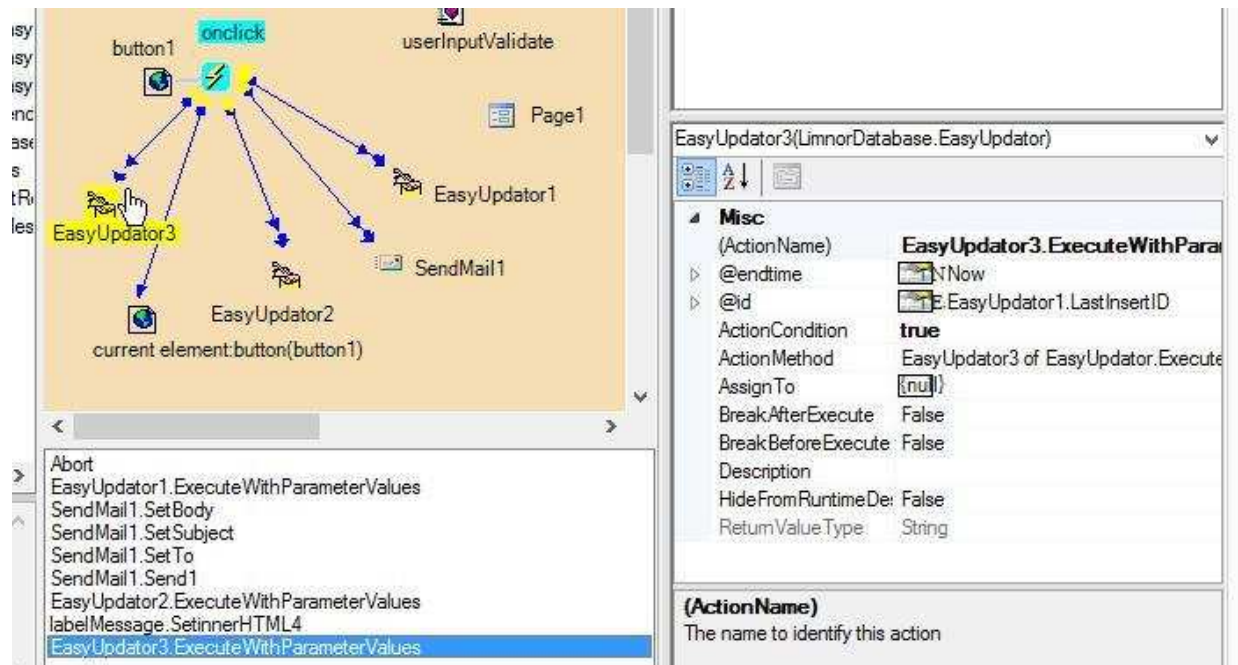 onclick
button1
userInputValidate
Page1
EasyUpdator1
EasyUpdator3
SendMail1
EasyUpdator2
current element:button(button1)
Abort
EasyUpdator1.ExecuteWithParameterValues
SendMail1.SetBody
SendMail1.SetSubject
SendMail1.SetTo
SendMail1.Send1
EasyUpdator2.ExecuteWithParameterValues
labelMessage.SetinnerHTML4
EasyUpdator3.ExecuteWithParameterValues
EasyUpdator3(LimnorDatabase.EasyUpdator)
Misc
(ActionName) EasyUpdator3.ExecuteWithPara
@endtime Now
@id EasyUpdator1.LastInsertID
ActionCondition true
ActionMethod EasyUpdator3 of EasyUpdator.Execute
AssignTo {null}
BreakAfterExecute False
BreakBeforeExecute False
Description
HideFromRuntimeDe False
ReturnValueType String
(ActionName)
The name to identify this action